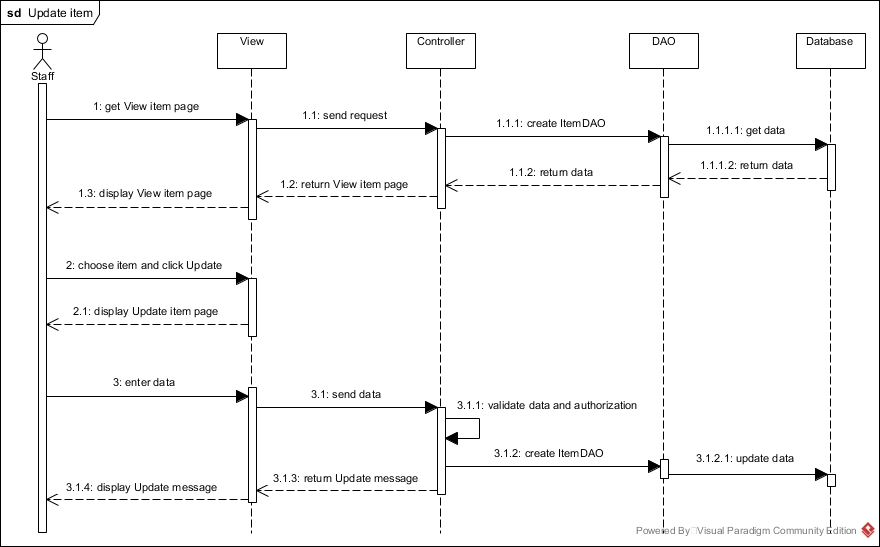 sd Update item
Staff
View
Controller
DAO
Database
1: get View item page
1.1: send request
1.1.1: create ItemDAO
1.1.1.1: get data
1.1.1.2: return data
1.1.2: return data
1.2: return View item page
1.3: display View item page
2: choose item and click Update
2.1: display Update item page
3: enter data
3.1: send data
3.1.1: validate data and authorization
3.1.2: create ItemDAO
3.1.2.1: update data
3.1.3: return Update message
3.1.4: display Update message
Powered By Visual Paradigm Community Edition